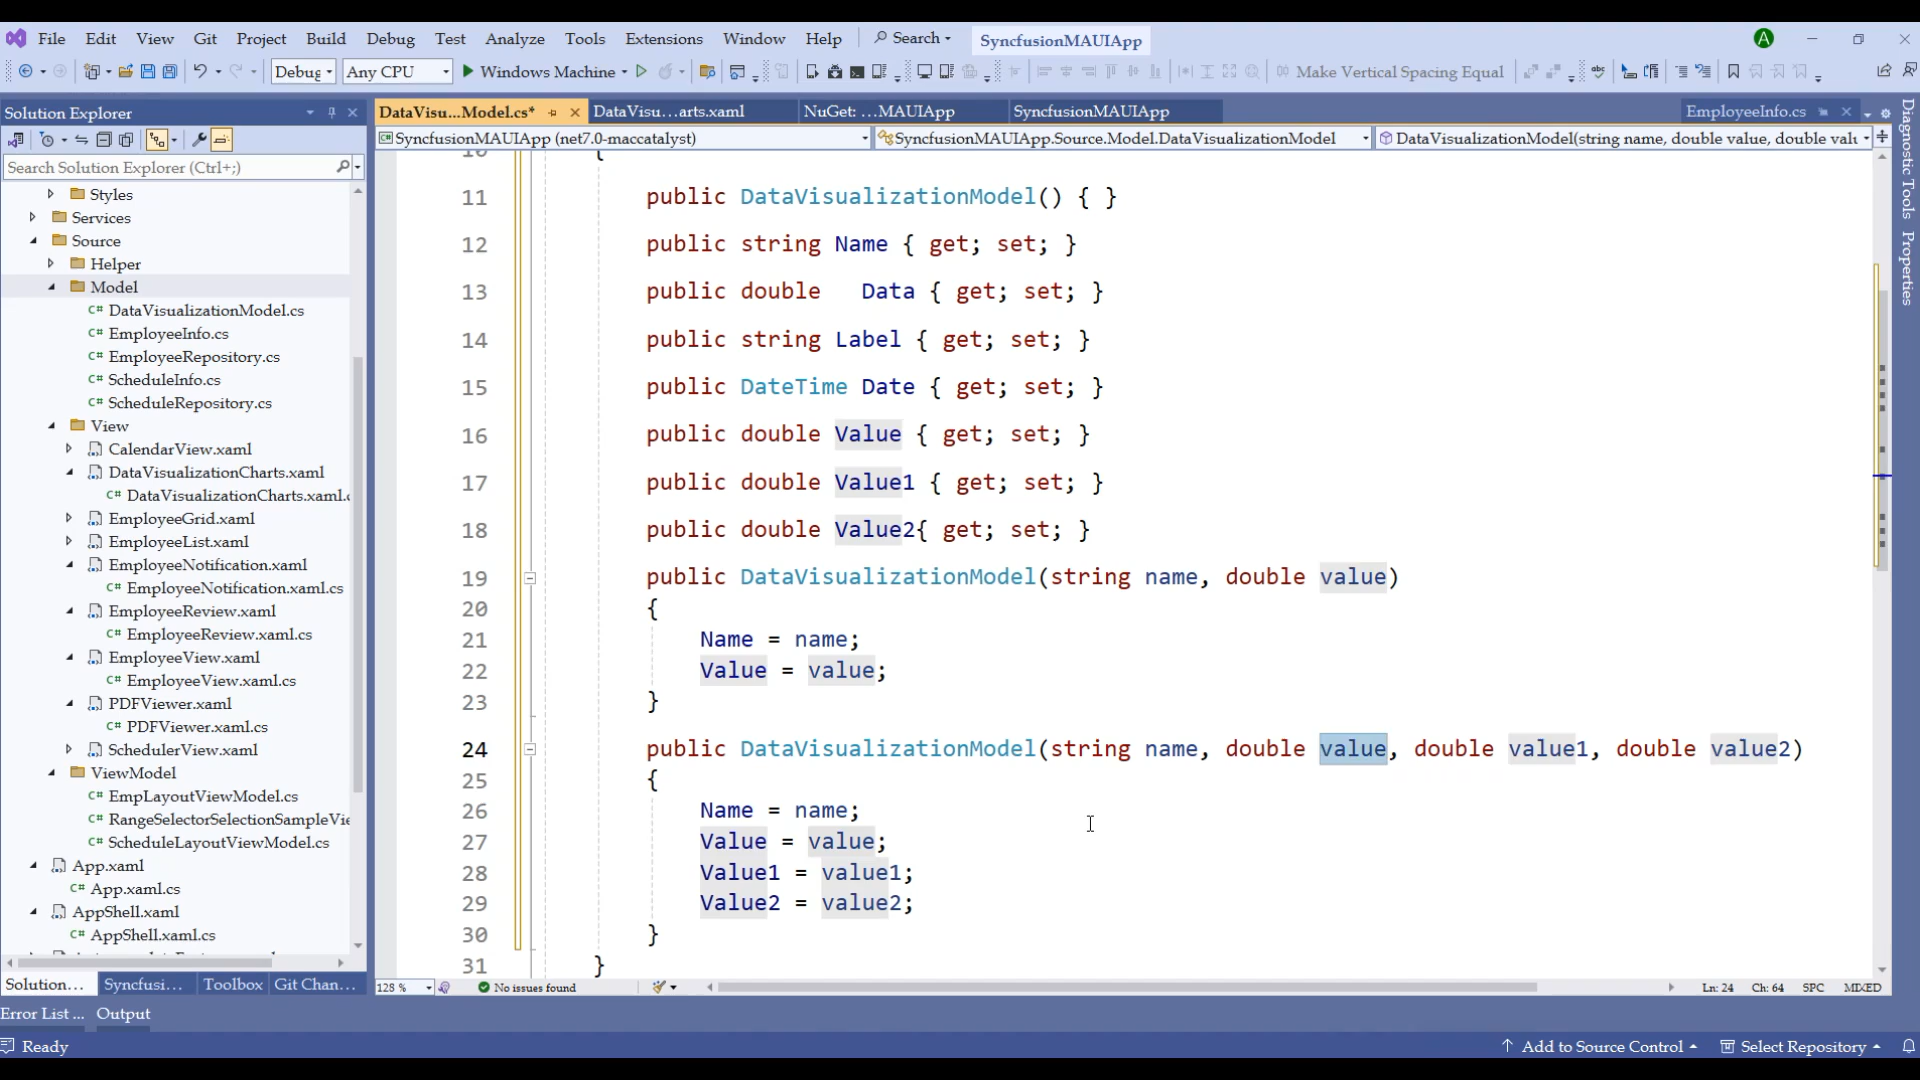 File Edit View Git Project Build Debug Test Analyze Tools Extensions Window Help Search SyncfusionMAUIApp A
Debug Any CPU Windows Machine Make Vertical Spacing Equal
Solution Explorer
DataVisu...Model.cs* DataVisu...arts.xaml NuGet: ...MAUIApp SyncfusionMAUIApp EmployeeInfo.cs
SyncfusionMAUIApp (net7.0-maccatalyst) SyncfusionMAUIApp.Source.Model.DataVisualizationModel DataVisualizationModel(string name, double value, double valu
Search Solution Explorer (Ctrl+;)
Styles
Services
Source
Helper
Model
C# DataVisualizationModel.cs
C# EmployeeInfo.cs
C# EmployeeRepository.cs
C# ScheduleInfo.cs
C# ScheduleRepository.cs
View
CalendarView.xaml
DataVisualizationCharts.xaml
C# DataVisualizationCharts.xaml.c
EmployeeGrid.xaml
EmployeeList.xaml
EmployeeNotification.xaml
C# EmployeeNotification.xaml.cs
EmployeeReview.xaml
C# EmployeeReview.xaml.cs
EmployeeView.xaml
C# EmployeeView.xaml.cs
PDFViewer.xaml
C# PDFViewer.xaml.cs
SchedulerView.xaml
ViewModel
C# EmpLayoutViewModel.cs
C# RangeSelectorSelectionSampleVie
C# ScheduleLayoutViewModel.cs
App.xaml
C# App.xaml.cs
AppShell.xaml
C# AppShell.xaml.cs
10 {
11 public DataVisualizationModel() { }
12 public string Name { get; set; }
13 public double   Data { get; set; }
14 public string Label { get; set; }
15 public DateTime Date { get; set; }
16 public double Value { get; set; }
17 public double Value1 { get; set; }
18 public double Value2{ get; set; }
19 public DataVisualizationModel(string name, double value)
20 {
21 Name = name;
22 Value = value;
23 }
24 public DataVisualizationModel(string name, double value, double value1, double value2)
25 {
26 Name = name;
27 Value = value;
28 Value1 = value1;
29 Value2 = value2;
30 }
31 }
Diagnostic Tools
Properties
128 % No issues found Ln: 24 Ch: 64 SPC MIXED
Solution... Syncfusi... Toolbox Git Chan...
Error List ... Output
Ready Add to Source Control Select Repository